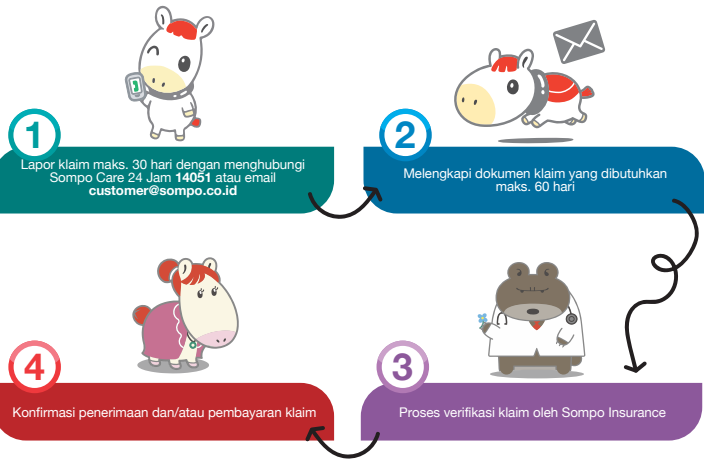 1
Lapor klaim maks. 30 hari dengan menghubungi
Sompo Care 24 Jam 14051 atau email
customer@sompo.co.id
2
Melengkapi dokumen klaim yang dibutuhkan
maks. 60 hari
3
Proses verifikasi klaim oleh Sompo Insurance
4
Konfirmasi penerimaan dan/atau pembayaran klaim